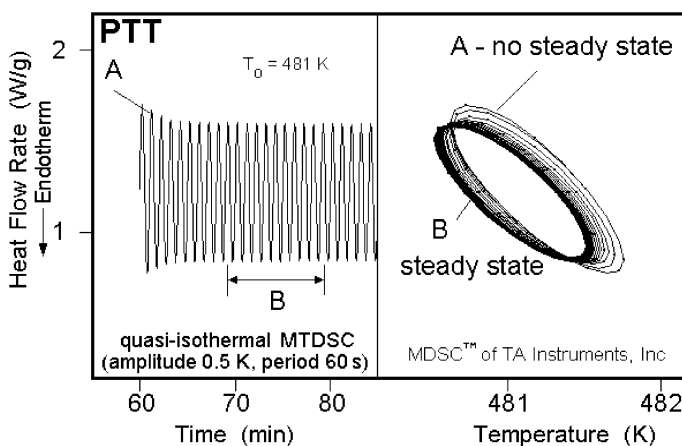 PTT
2
A
T₀ = 481 K
A - no steady state
Heat Flow Rate (W/g)
Endotherm
1
B
B
steady state
quasi-isothermal MTDSC
(amplitude 0.5 K, period 60 s)
MDSC™ of TA Instruments, Inc
60 70 80
481 482
Time (min)
Temperature (K)